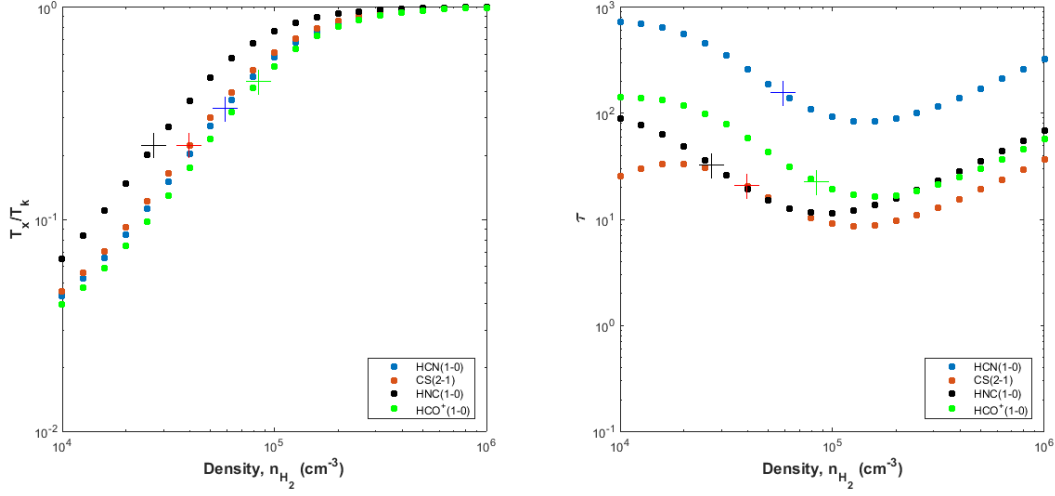 10^0
10^-1
10^-2
T_x/T_k
10^4
10^5
10^6
Density, n_H_2 (cm^-3)
HCN(1-0)
CS(2-1)
HNC(1-0)
HCO^+(1-0)
10^3
10^2
10^1
10^0
10^-1
τ
10^4
10^5
10^6
Density, n_H_2 (cm^-3)
HCN(1-0)
CS(2-1)
HNC(1-0)
HCO^+(1-0)